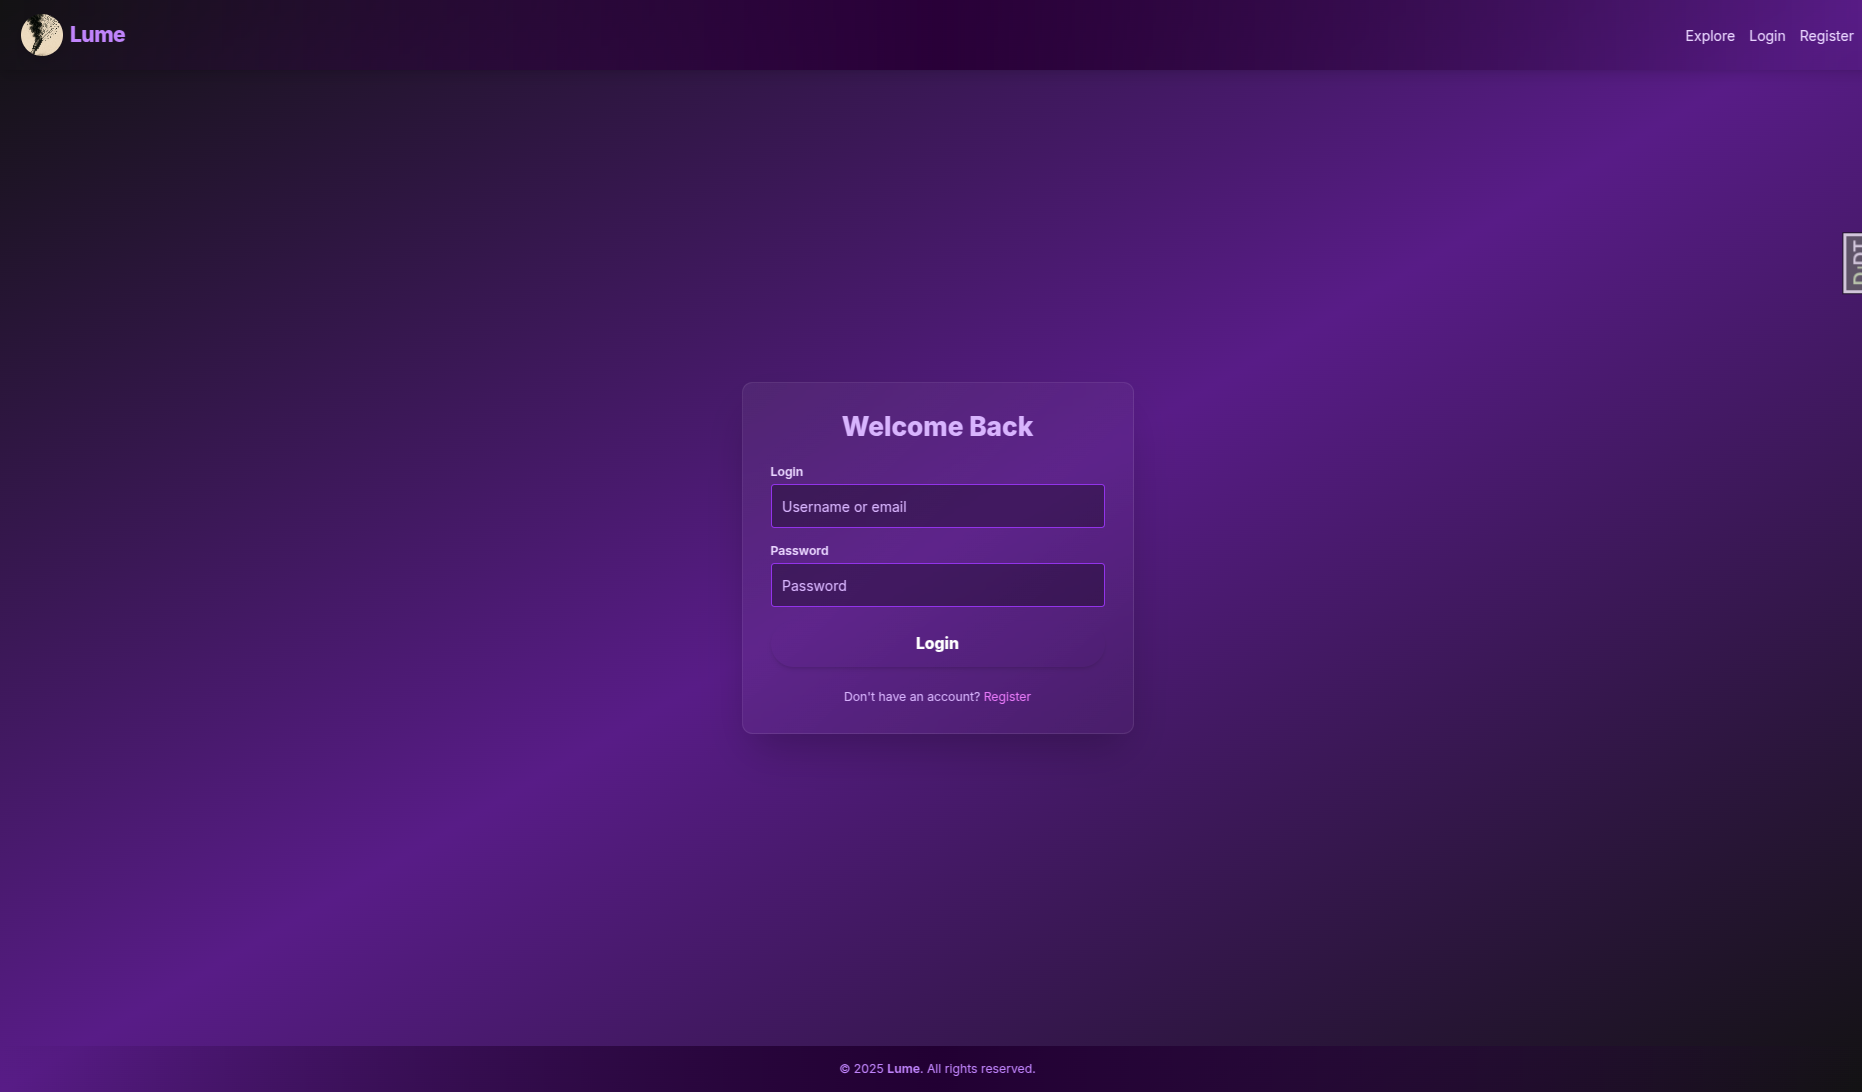 Lume
Explore Login Register
DjDT
Welcome Back
Login
Username or email
Password
Password
Login
Don't have an account? Register
© 2025 Lume. All rights reserved.